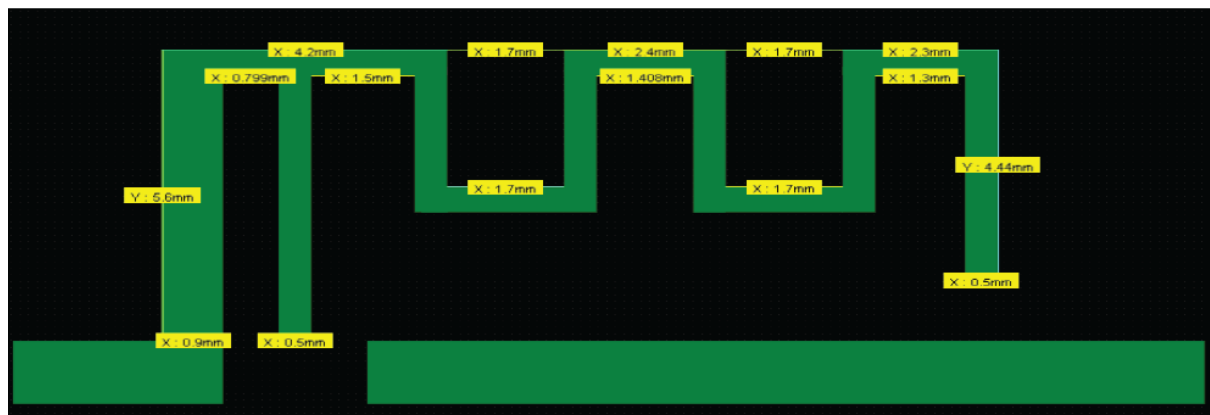 X : 4.2mm
X : 1.7mm
X : 2.4mm
X : 1.7mm
X : 2.3mm
X : 0.799mm
X : 1.5mm
X : 1.408mm
X : 1.3mm
Y : 4.44mm
Y : 5.6mm
X : 1.7mm
X : 1.7mm
X : 0.5mm
X : 0.9mm
X : 0.5mm